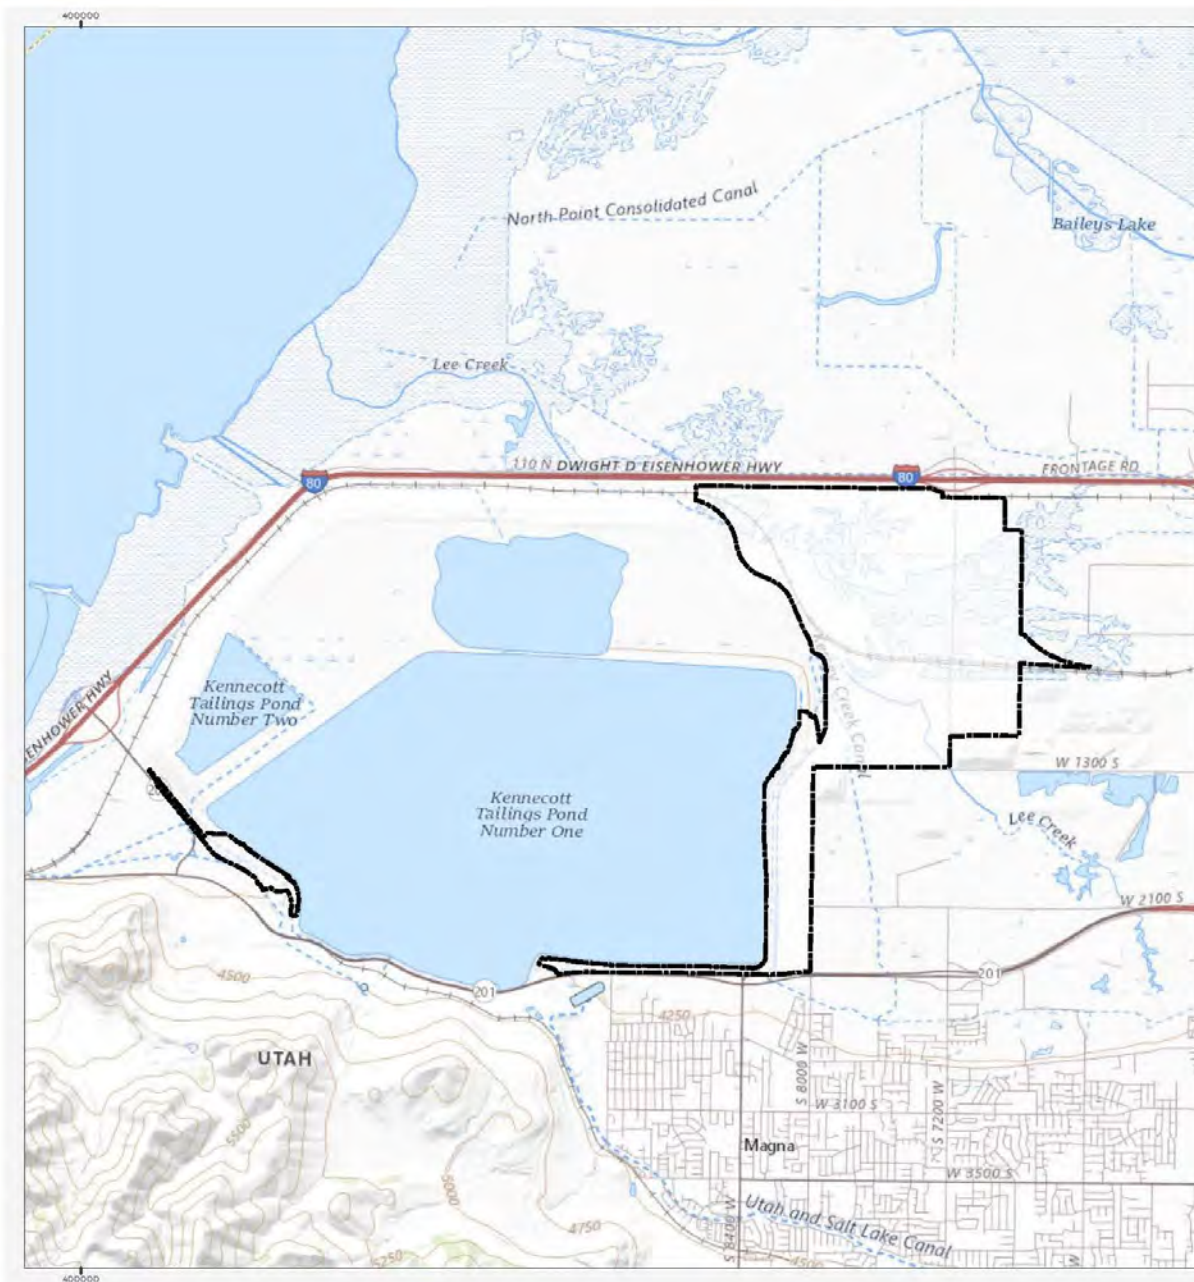 400000
North Point Consolidated Canal
Baileys Lake
Lee Creek
110 N DWIGHT D EISENHOWER HWY
FRONTAGE RD
80
80
Kennecott
Tailings Pond
Number Two
ENHOWER HWY
Creek Canal
W 1300 S
Kennecott
Tailings Pond
Number One
Lee Creek
W 2100 S
4500
201
201
4250
UTAH
S 8000 W
W 3100 S
S 7200 W
5500
Magna
W 3500 S
5000
Utah and Salt Lake Canal
S 8400 W
4750
5250
4500
W
400000